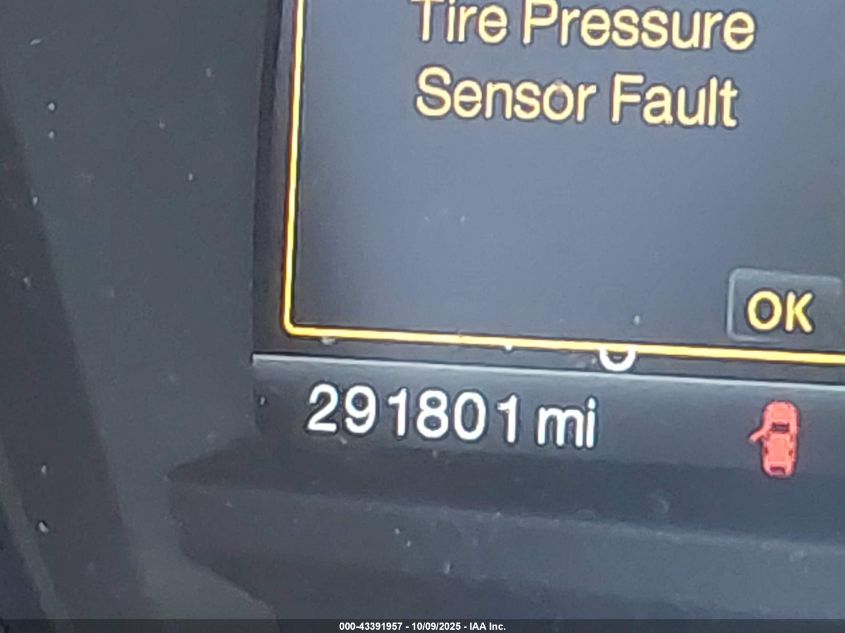 Tire Pressure
Sensor Fault
OK
291801 mi
000-43391957 - 10/09/2025 - IAA Inc.